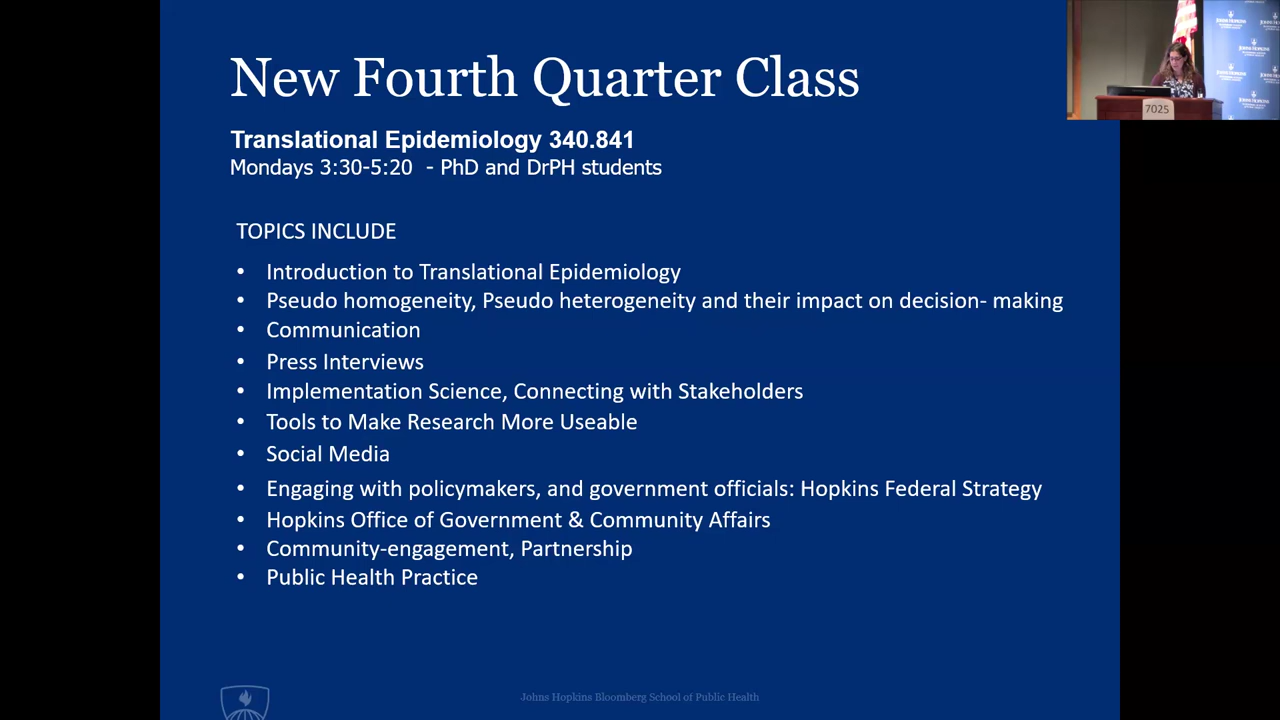 New Fourth Quarter Class
Translational Epidemiology 340.841
Mondays 3:30-5:20 - PhD and DrPH students
TOPICS INCLUDE
• Introduction to Translational Epidemiology
• Pseudo homogeneity, Pseudo heterogeneity and their impact on decision- making
• Communication
• Press Interviews
• Implementation Science, Connecting with Stakeholders
• Tools to Make Research More Useable
• Social Media
• Engaging with policymakers, and government officials: Hopkins Federal Strategy
• Hopkins Office of Government & Community Affairs
• Community-engagement, Partnership
• Public Health Practice
Johns Hopkins Bloomberg School of Public Health
7025
JOHNS HOPKINS